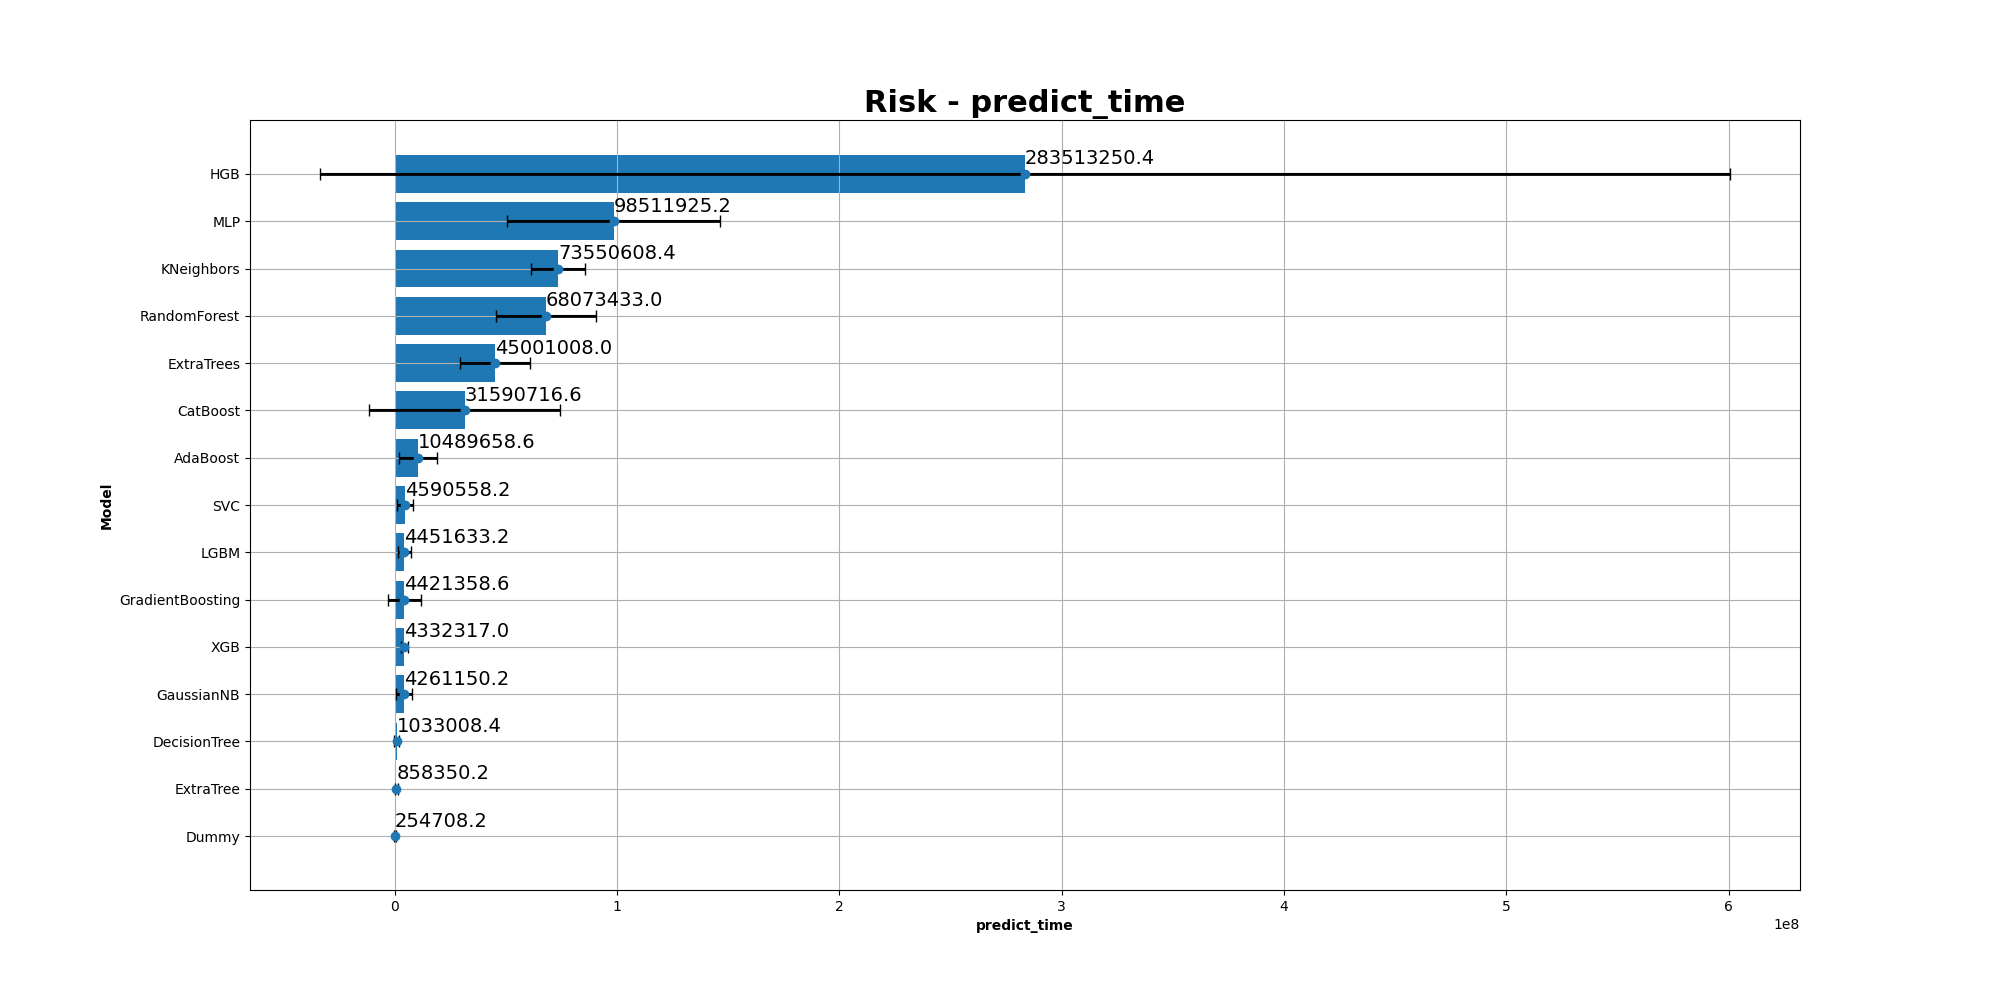 Risk - predict_time
HGB 283513250.4
MLP 98511925.2
KNeighbors 73550608.4
RandomForest 68073433.0
ExtraTrees 45001008.0
CatBoost 31590716.6
AdaBoost 10489658.6
SVC 4590558.2
LGBM 4451633.2
GradientBoosting 4421358.6
XGB 4332317.0
GaussianNB 4261150.2
DecisionTree 1033008.4
ExtraTree 858350.2
Dummy 254708.2
Model
0 1 2 3 4 5 6
predict_time
1e8